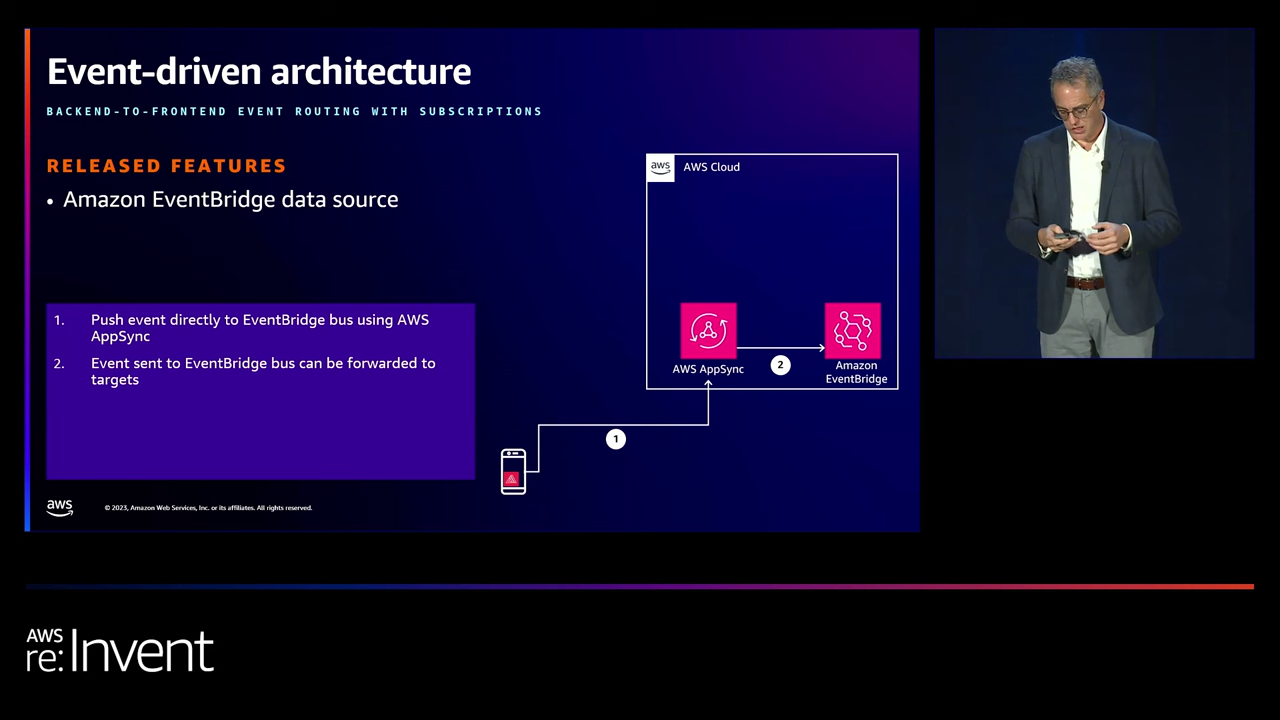 Event-driven architecture
BACKEND-TO-FRONTEND EVENT ROUTING WITH SUBSCRIPTIONS
RELEASED FEATURES
• Amazon EventBridge data source
1. Push event directly to EventBridge bus using AWS
AppSync
2. Event sent to EventBridge bus can be forwarded to
targets
aws
AWS Cloud
AWS AppSync
2
Amazon
EventBridge
1
aws
© 2023, Amazon Web Services, Inc. or its affiliates. All rights reserved.
AWS
re:Invent